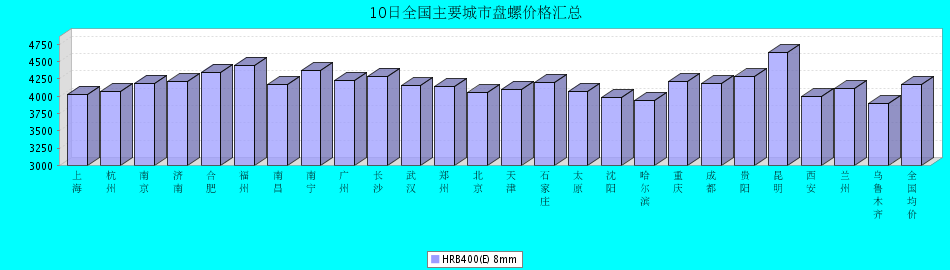 10日全国主要城市盘螺价格汇总
4750
4500
4250
4000
3750
3500
3250
3000
上海
杭州
南京
济南
合肥
福州
南昌
南宁
广州
长沙
武汉
郑州
北京
天津
石家庄
太原
沈阳
哈尔滨
重庆
成都
贵阳
昆明
西安
兰州
乌鲁木齐
全国均价
HRB400(E) 8mm